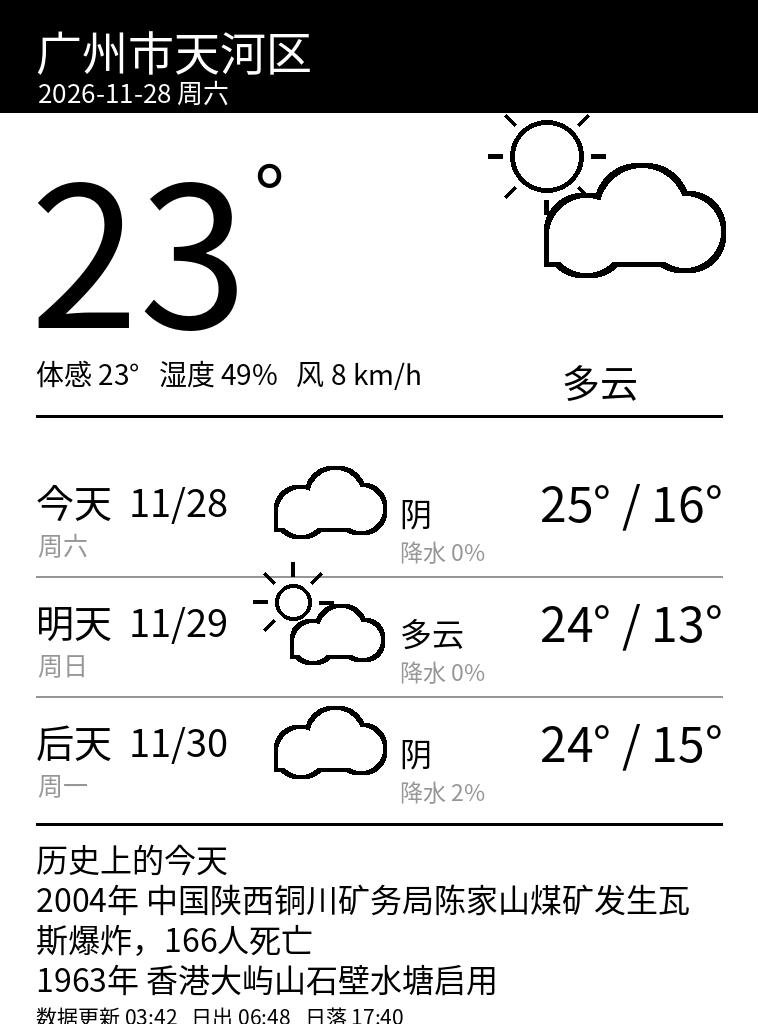 广州市天河区
2026-11-28 周六
23°
体感 23° 湿度 49% 风 8 km/h
多云
今天 11/28
周六
阴
降水 0%
25° / 16°
明天 11/29
周日
多云
降水 0%
24° / 13°
后天 11/30
周一
阴
降水 2%
24° / 15°
历史上的今天
2004年 中国陕西铜川矿务局陈家山煤矿发生瓦
斯爆炸，166人死亡
1963年 香港大屿山石壁水塘启用
数据更新 03:42 日出 06:48 日落 17:40